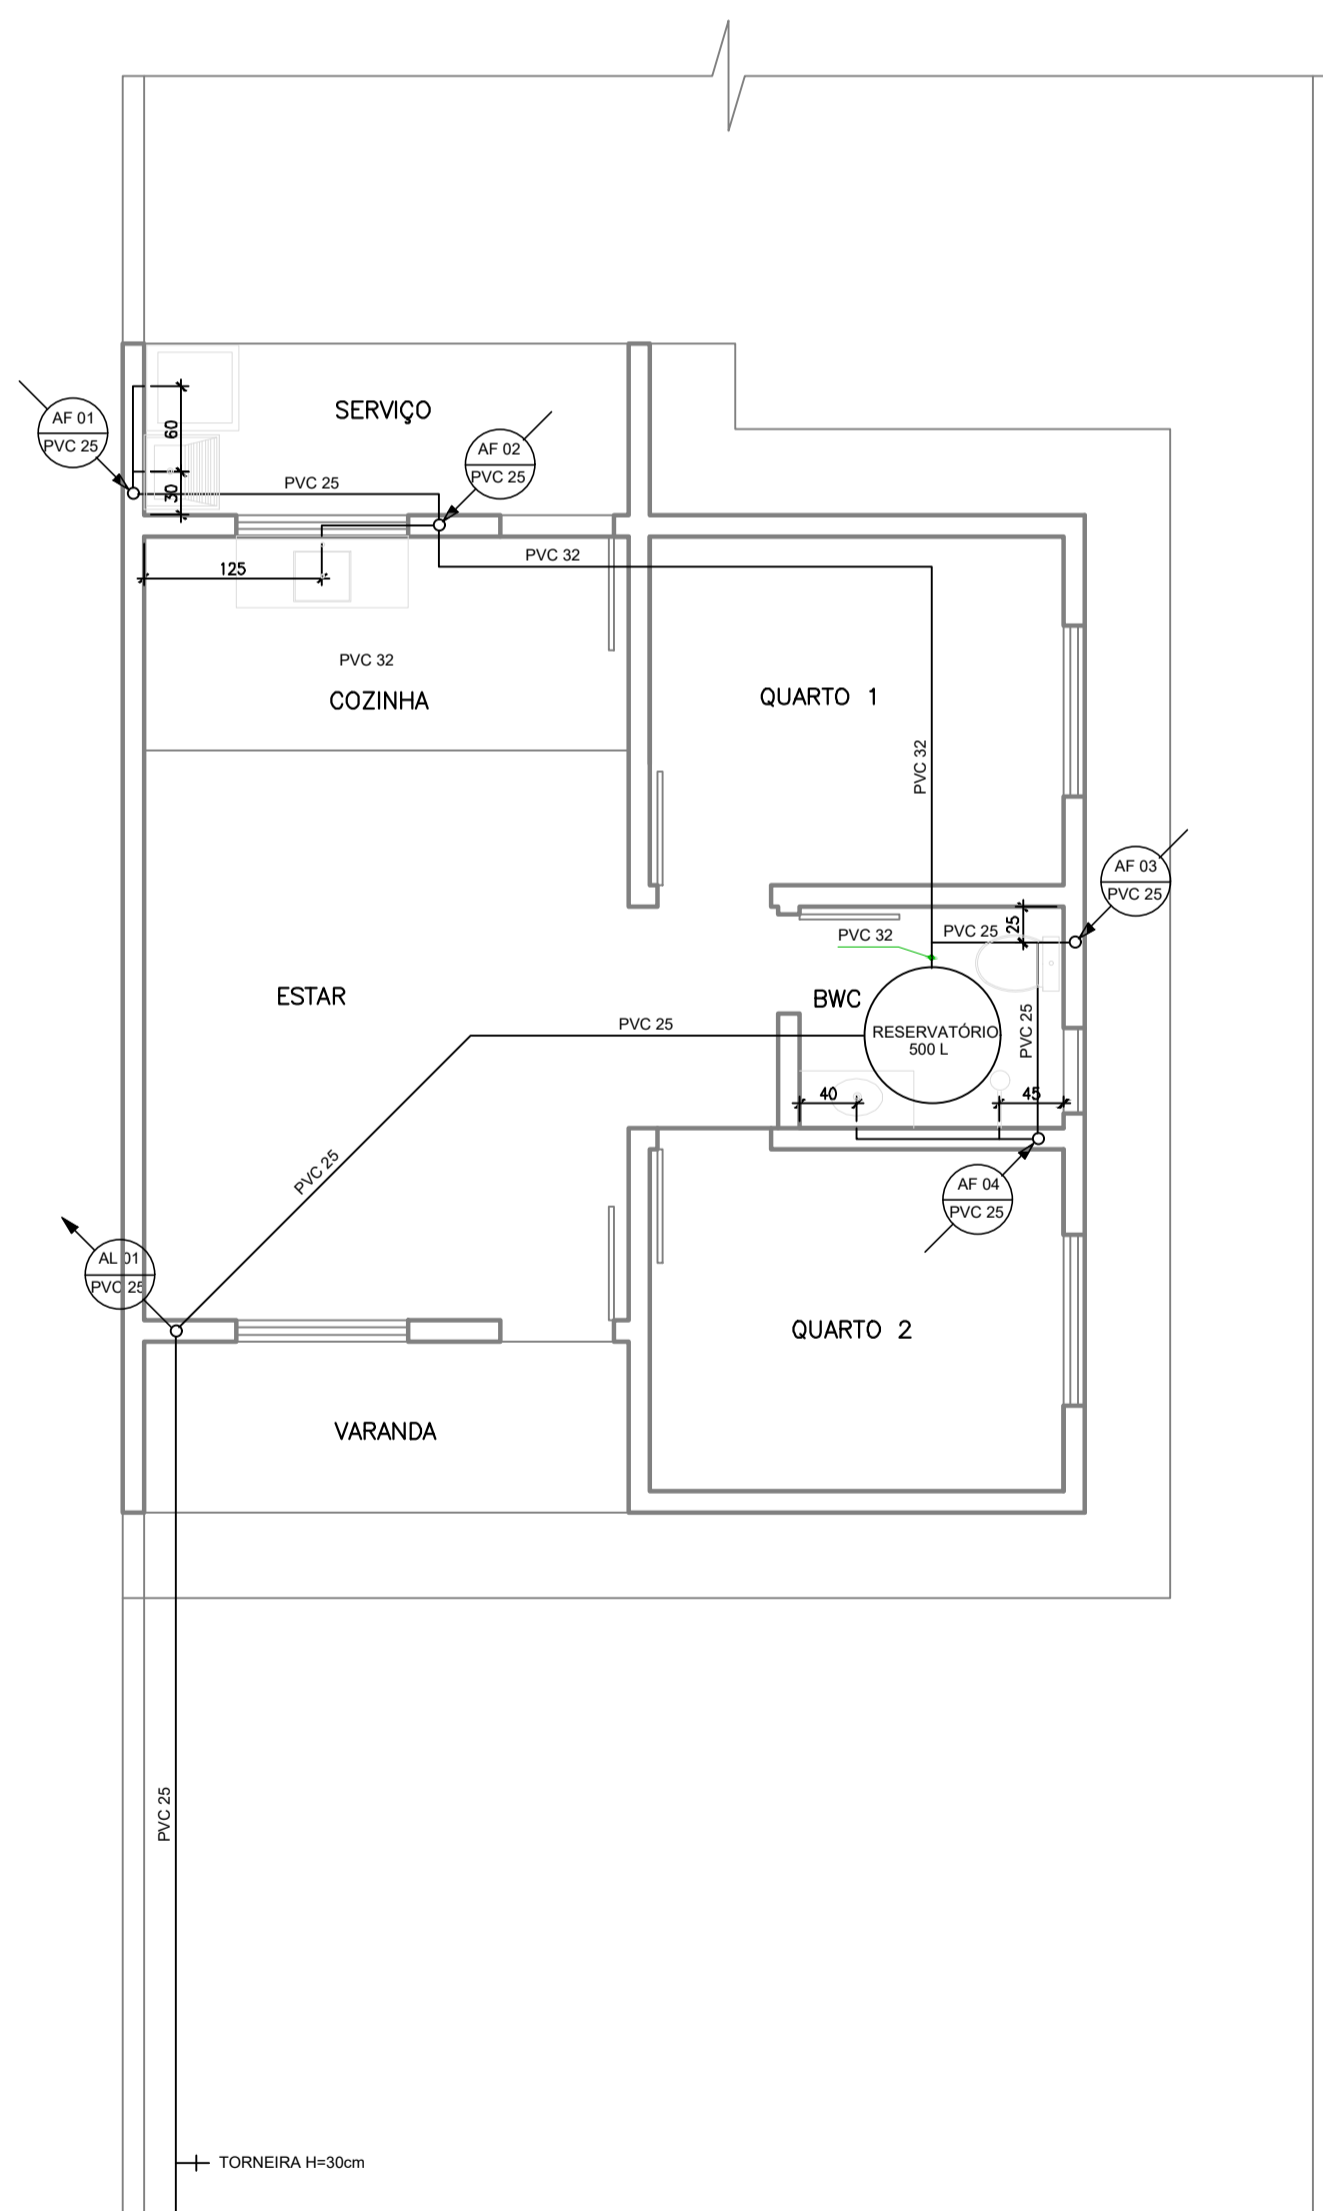 SERVIÇO
AF 01
PVC 25
60
30
AF 02
PVC 25
PVC 25
PVC 32
125
PVC 32
COZINHA
QUARTO 1
PVC 32
AF 03
PVC 25
25
PVC 25
PVC 32
BWC
ESTAR
PVC 25
RESERVATÓRIO
500 L
PVC 25
40
45
PVC 25
AF 04
PVC 25
AL 01
PVC 25
QUARTO 2
VARANDA
PVC 25
TORNEIRA H=30cm